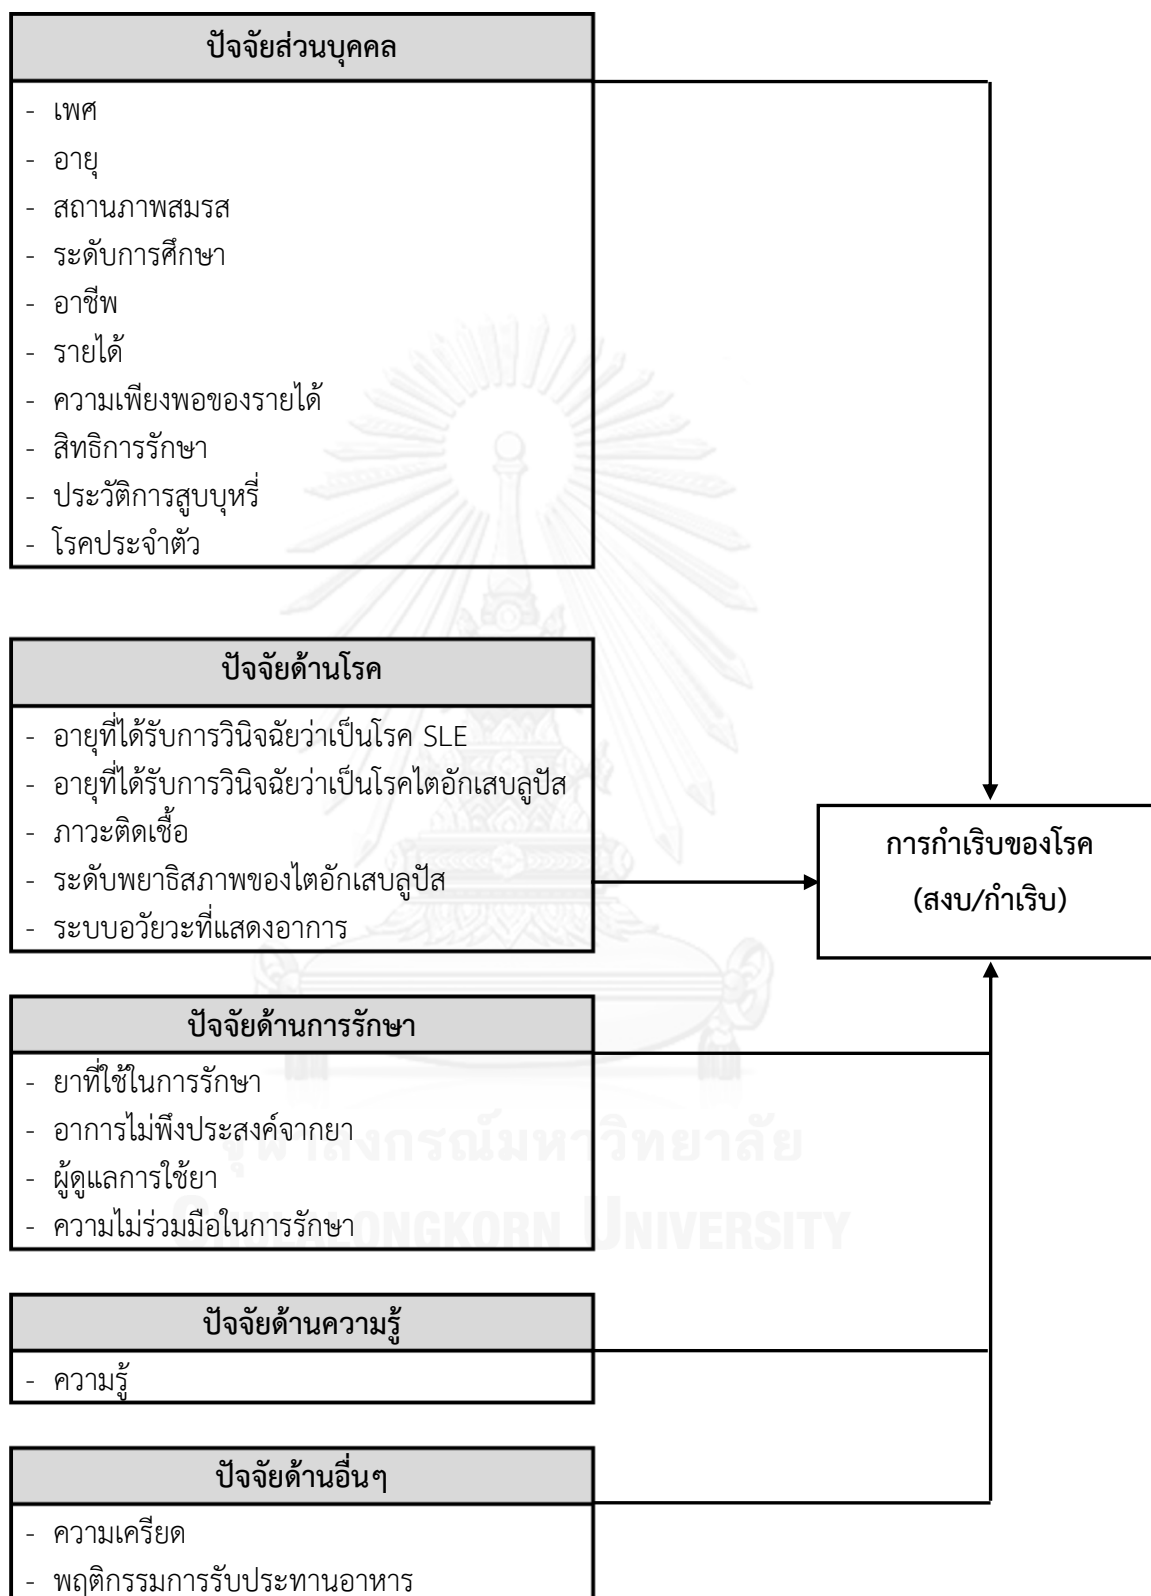 ปัจจัยส่วนบุคคล
- เพศ
- อายุ
- สถานภาพสมรส
- ระดับการศึกษา
- อาชีพ
- รายได้
- ความเพียงพอของรายได้
- สิทธิการรักษา
- ประวัติการสูบบุหรี่
- โรคประจำตัว
ปัจจัยด้านโรค
- อายุที่ได้รับการวินิจฉัยว่าเป็นโรค SLE
- อายุที่ได้รับการวินิจฉัยว่าเป็นโรคไตอักเสบลูปัส
- ภาวะติดเชื้อ
- ระดับพยาธิสภาพของไตอักเสบลูปัส
- ระบบอวัยวะที่แสดงอาการ
การกำเริบของโรค
(สงบ/กำเริบ)
ปัจจัยด้านการรักษา
- ยาที่ใช้ในการรักษา
- อาการไม่พึงประสงค์จากยา
- ผู้ดูแลการใช้ยา
- ความไม่ร่วมมือในการรักษา
จุฬาลงกรณ์มหาวิทยาลัย
CHULALONGKORN UNIVERSITY
ปัจจัยด้านความรู้
- ความรู้
ปัจจัยด้านอื่นๆ
- ความเครียด
- พฤติกรรมการรับประทานอาหาร